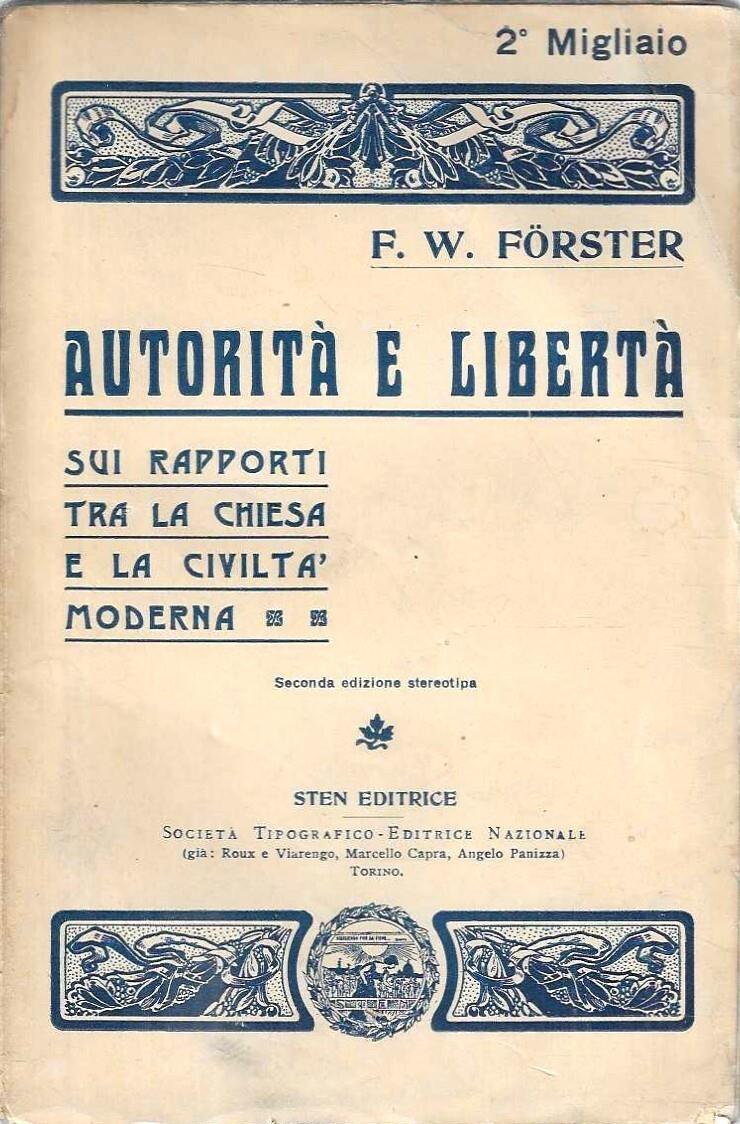 2° Migliaio
F. W. FÖRSTER
AUTORITÀ E LIBERTÀ
SUI RAPPORTI
TRA LA CHIESA
E LA CIVILTA'
MODERNA
Seconda edizione stereotipa
STEN EDITRICE
SOCIETÀ TIPOGRAFICO-EDITRICE NAZIONALE
(già: Roux e Viarengo, Marcello Capra, Angelo Panizza)
TORINO.